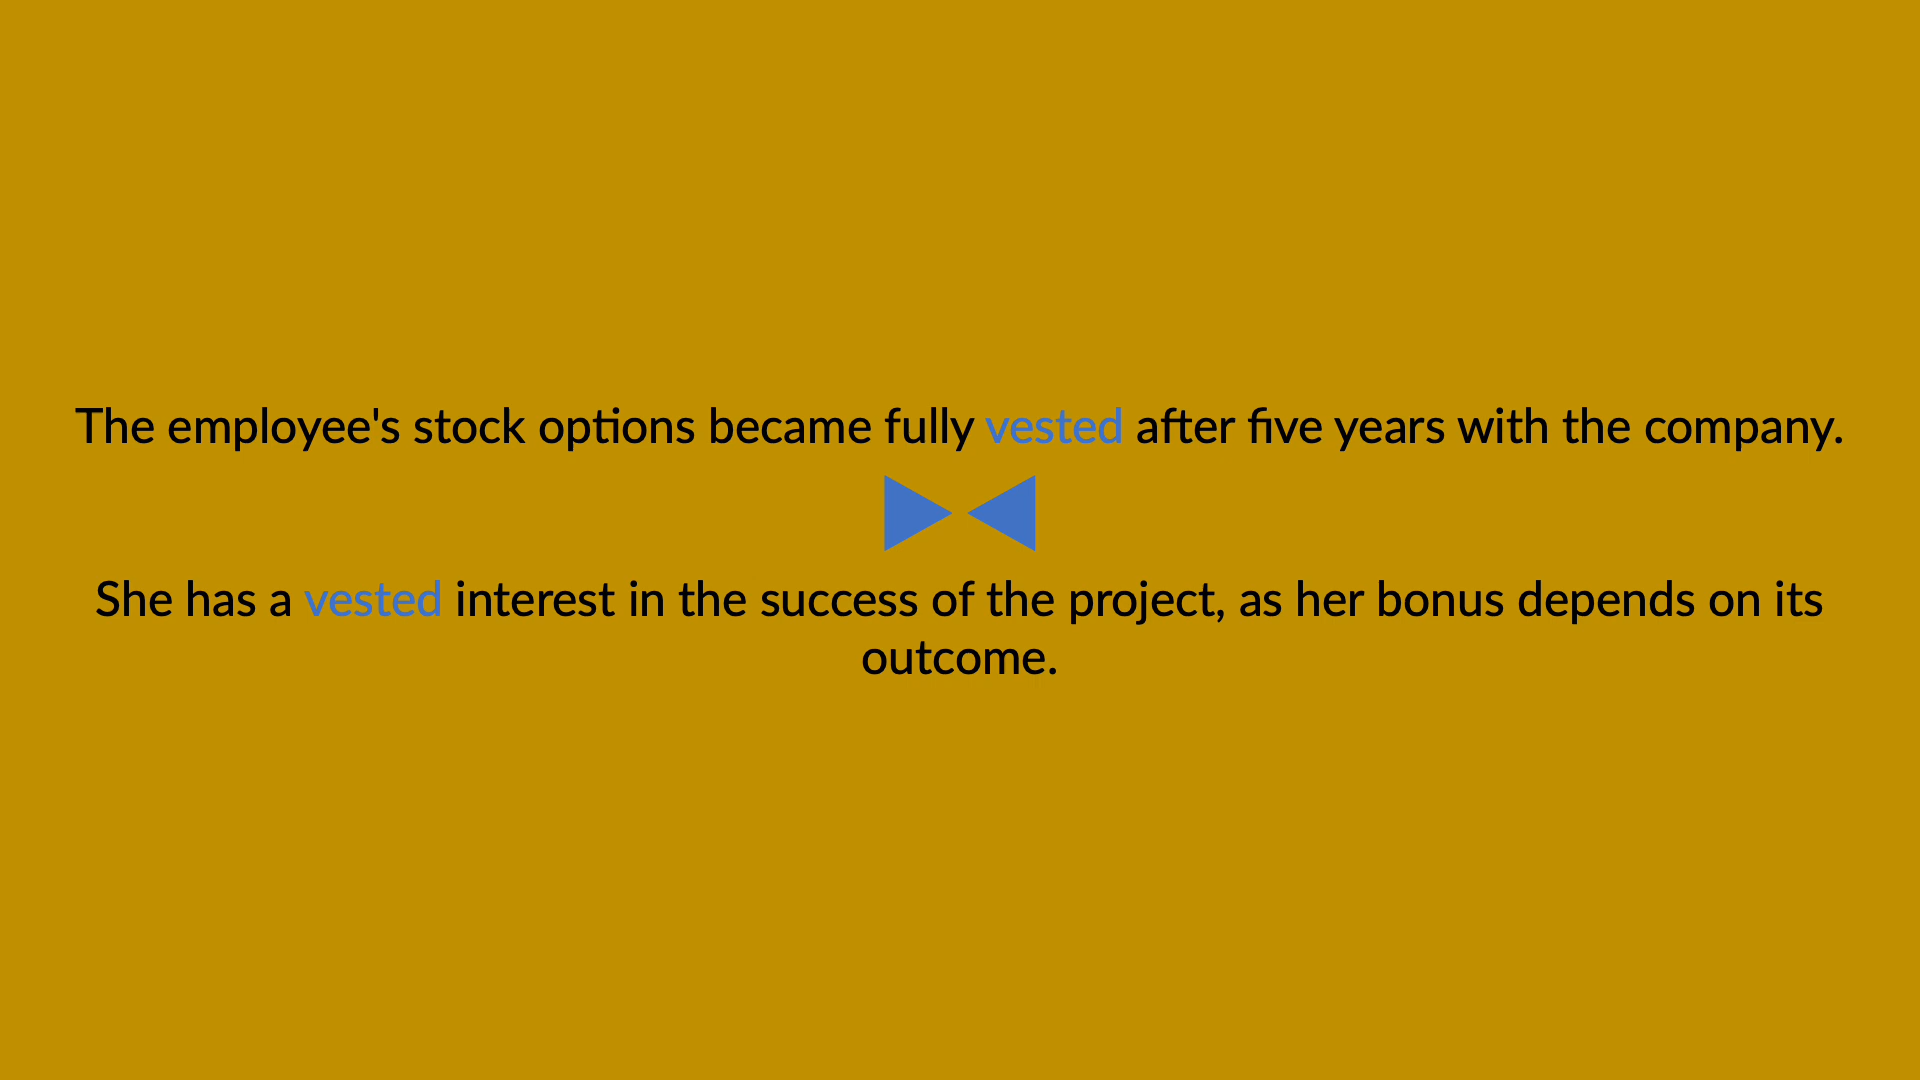 The employee's stock options became fully vested after five years with the company.
She has a vested interest in the success of the project, as her bonus depends on its
outcome.